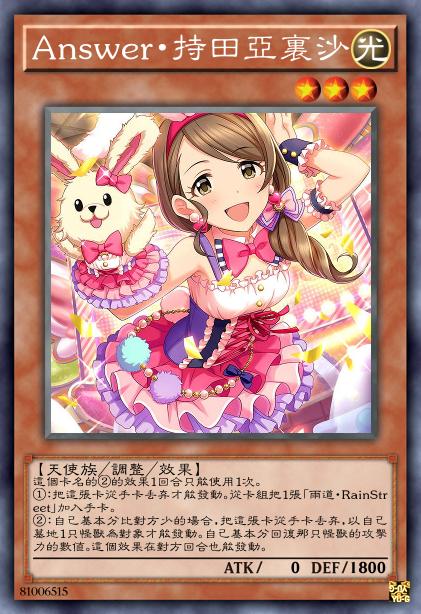 Answer·持田亞裏沙
光
【天使族╱調整╱效果】
這個卡名的②的效果1回合只能使用1次。
①:把這張卡從手卡丟弃才能發動。從卡組把1張「雨道·RainStr
eet」加入手卡。
②:自己基本分比對方少的場合,把這張卡從手卡丟弃,以自己
墓地1只怪獸為對象才能發動。自己基本分回復那只怪獸的攻擊
力的數值。這個效果在對方回合也能發動。
ATK/ 0 DEF/1800
81006515